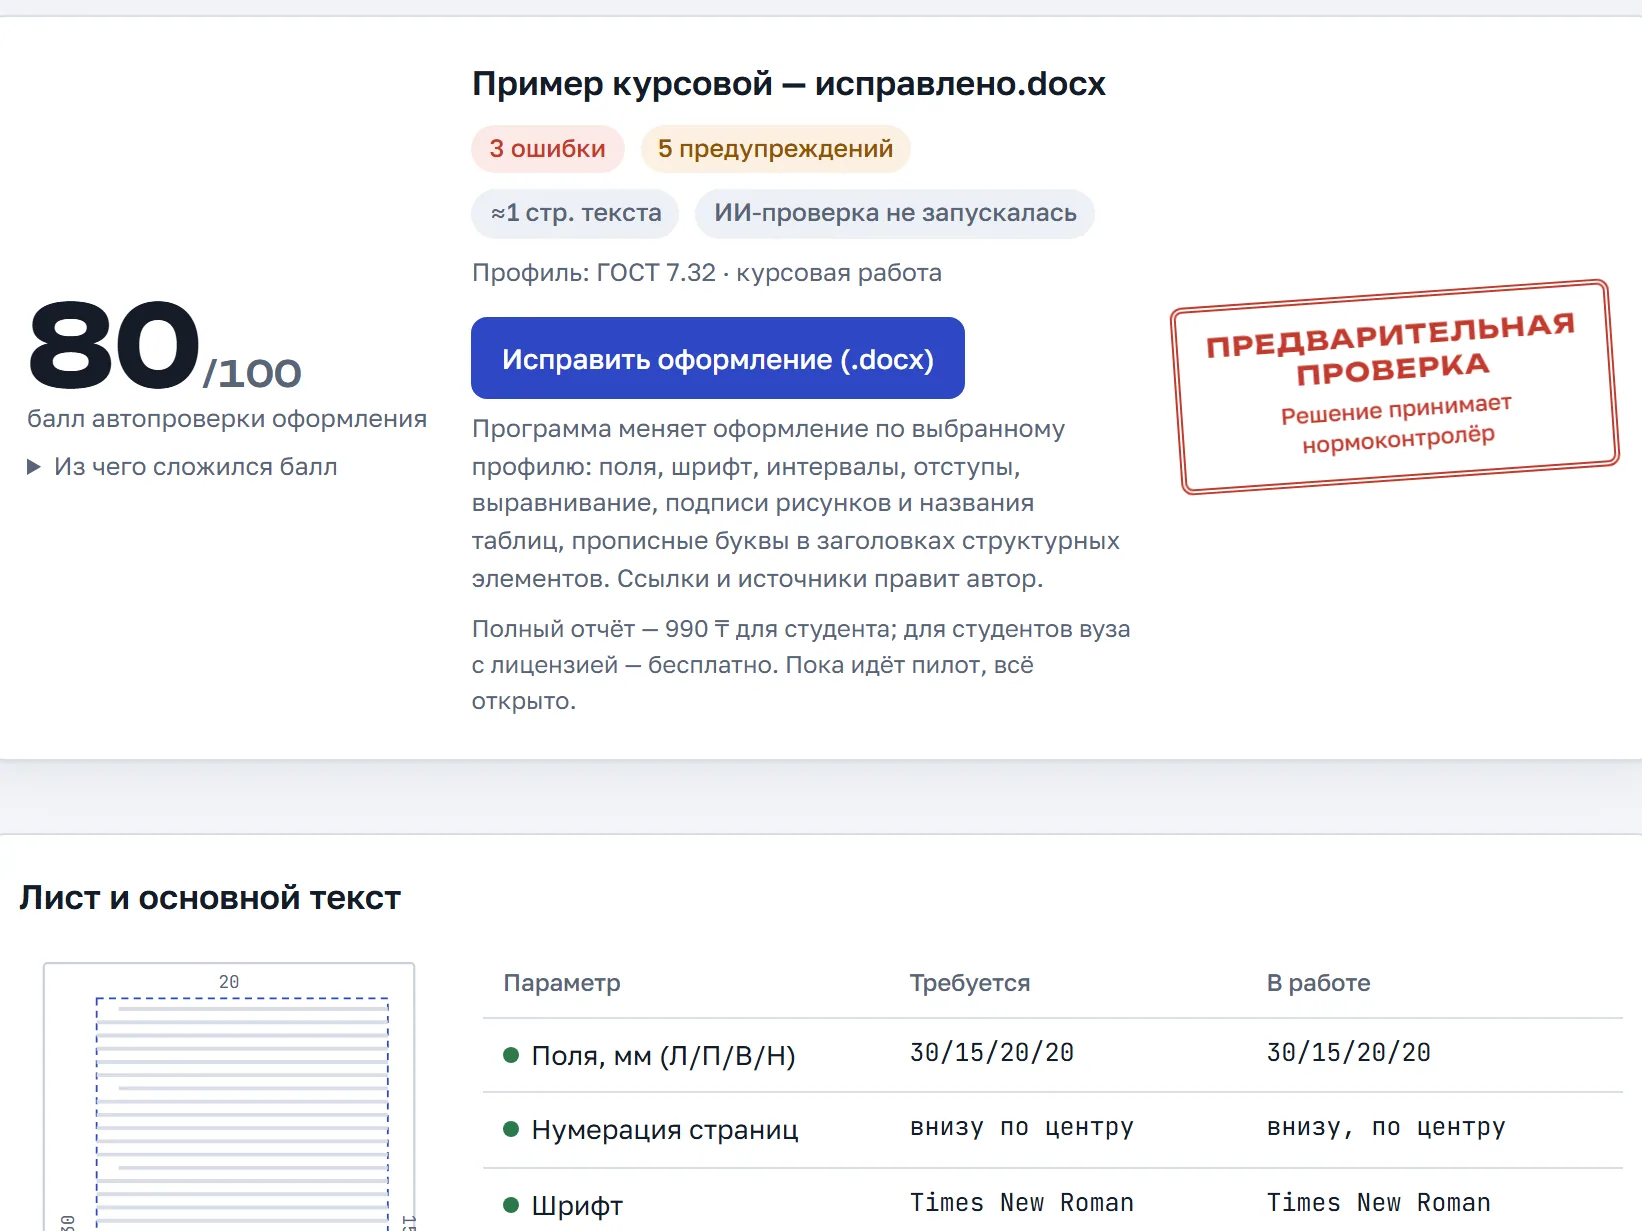 Пример курсовой — исправлено.docx
3 ошибки
5 предупреждений
≈1 стр. текста
ИИ-проверка не запускалась
Профиль: ГОСТ 7.32 · курсовая работа
80/100
балл автопроверки оформления
Из чего сложился балл
Исправить оформление (.docx)
Программа меняет оформление по выбранному
профилю: поля, шрифт, интервалы, отступы,
выравнивание, подписи рисунков и названия
таблиц, прописные буквы в заголовках структурных
элементов. Ссылки и источники правит автор.
Полный отчёт — 990 ₸ для студента; для студентов вуза
с лицензией — бесплатно. Пока идёт пилот, всё
открыто.
ПРЕДВАРИТЕЛЬНАЯ
ПРОВЕРКА
Решение принимает
нормоконтролёр
Лист и основной текст
20
30
15
Параметр Требуется В работе
Поля, мм (Л/П/В/Н) 30/15/20/20 30/15/20/20
Нумерация страниц внизу по центру внизу, по центру
Шрифт Times New Roman Times New Roman